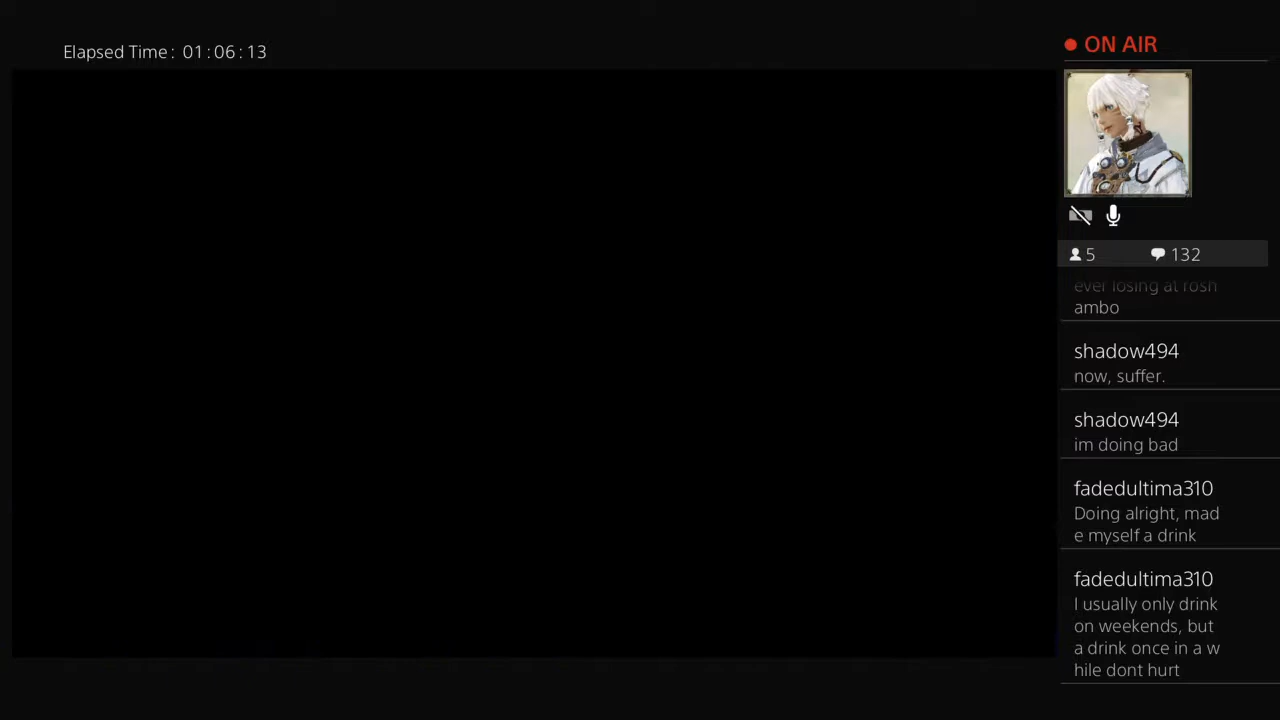 Elapsed Time: 01:06:13
ON AIR
5 132
ever losing at rosh
ambo
shadow494
now, suffer.
shadow494
im doing bad
fadedultima310
Doing alright, mad
e myself a drink
fadedultima310
I usually only drink
on weekends, but
a drink once in a w
hile dont hurt